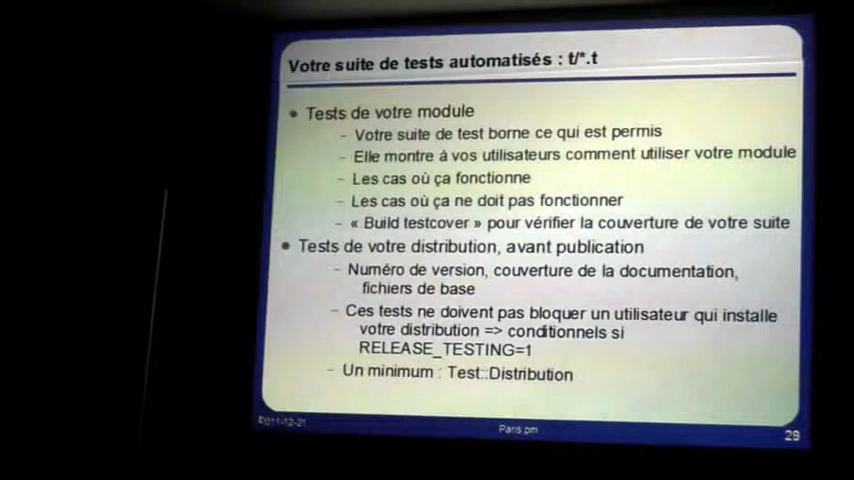 Votre suite de tests automatisés : t/*.t
• Tests de votre module
– Votre suite de test borne ce qui est permis
– Elle montre à vos utilisateurs comment utiliser votre module
– Les cas où ça fonctionne
– Les cas où ça ne doit pas fonctionner
– « Build testcover » pour vérifier la couverture de votre suite
• Tests de votre distribution, avant publication
– Numéro de version, couverture de la documentation,
fichiers de base
– Ces tests ne doivent pas bloquer un utilisateur qui installe
votre distribution => conditionnels si
RELEASE_TESTING=1
– Un minimum : Test::Distribution
2011-12-21
Paris.pm
29